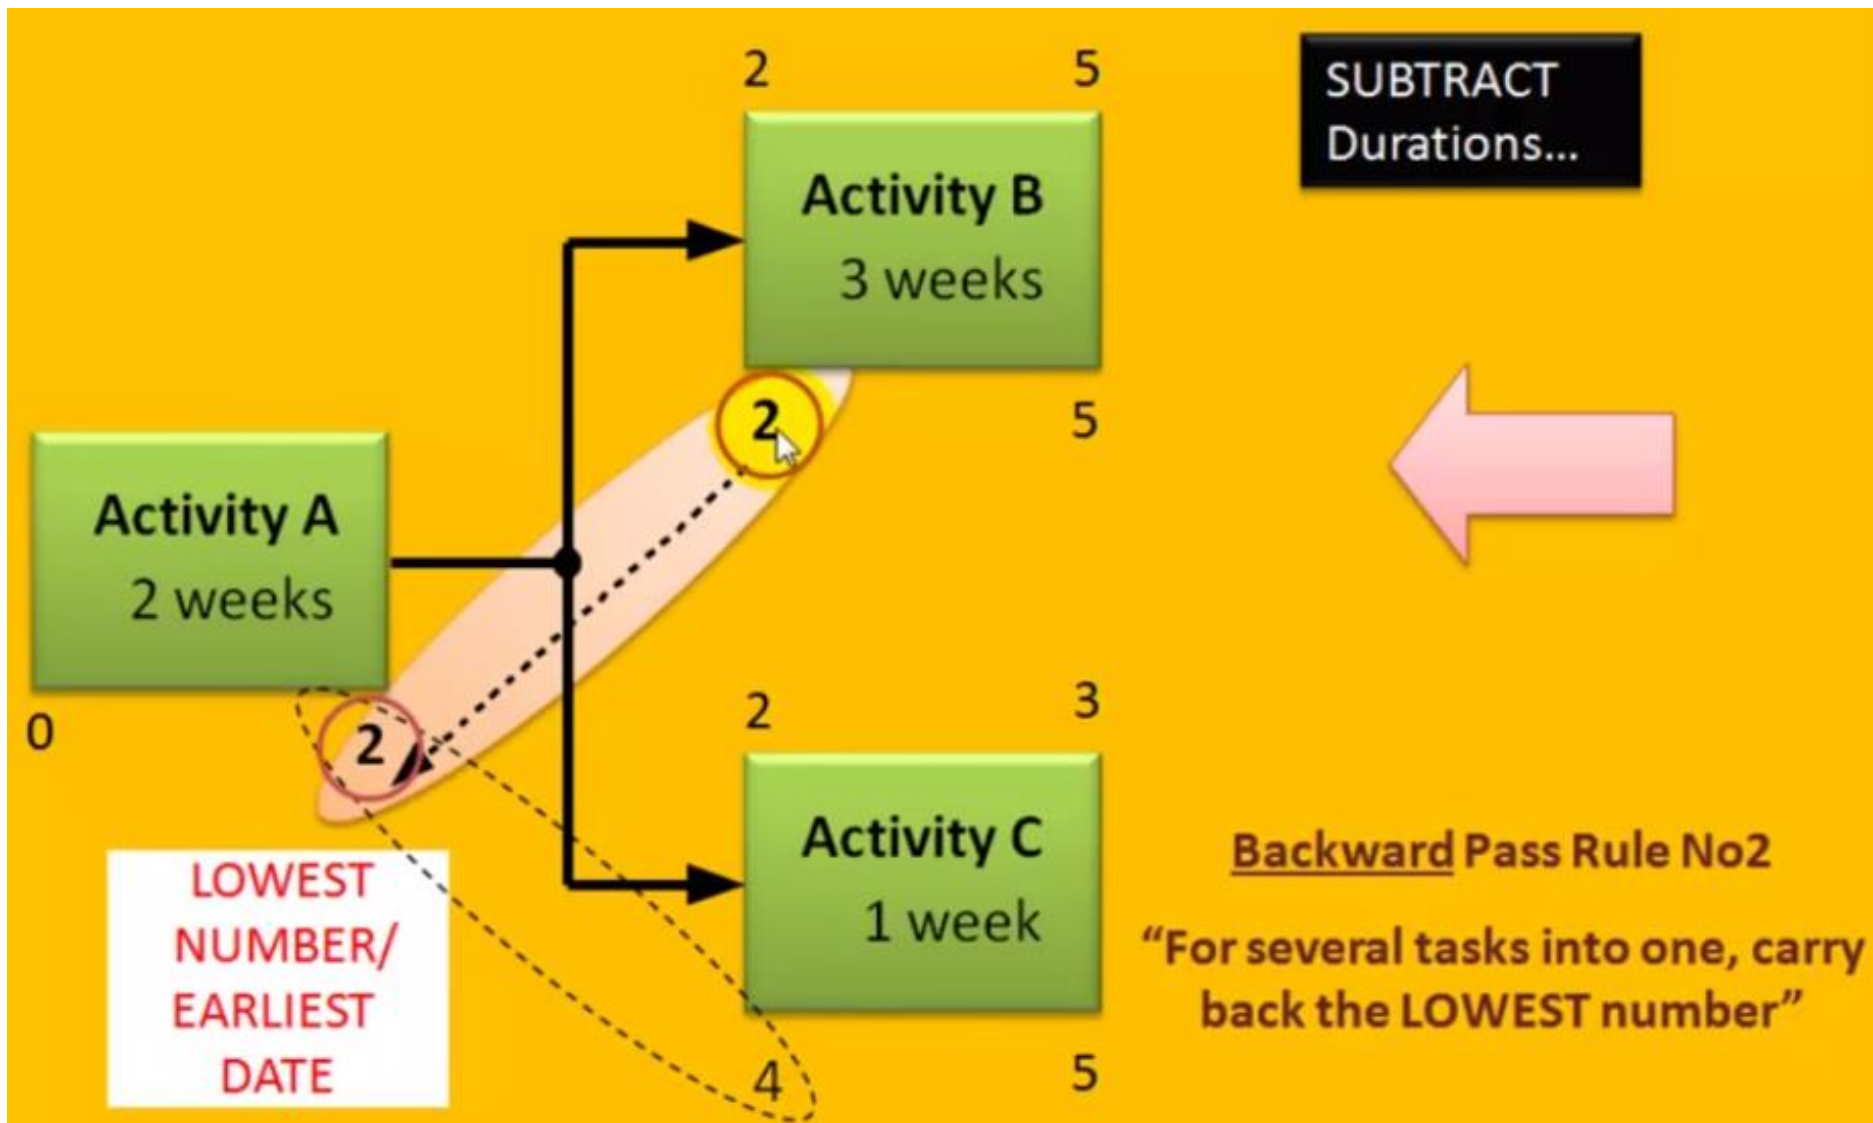 2 5
SUBTRACT
Durations...
Activity B
3 weeks
2 5
Activity A
2 weeks
0 2
2 3
Activity C
1 week
4 5
LOWEST
NUMBER/
EARLIEST
DATE
Backward Pass Rule No2
“For several tasks into one, carry
back the LOWEST number”